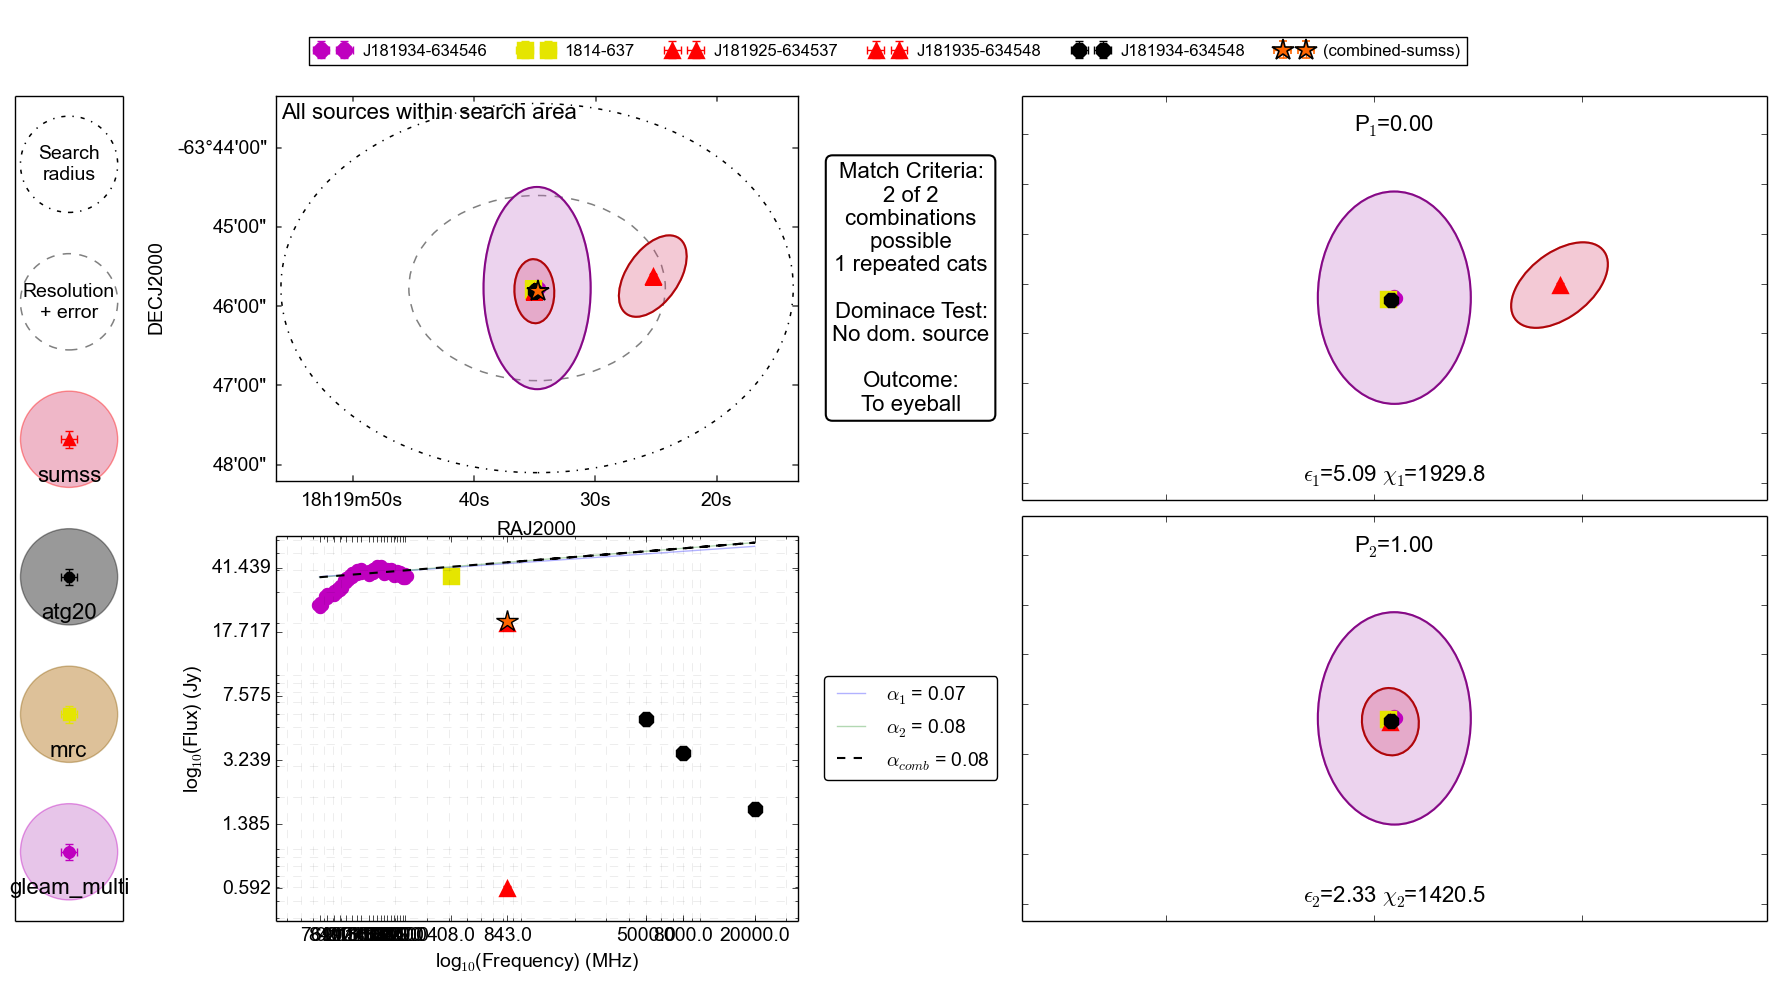 J181934-634546 1814-637 J181925-634537 J181935-634548 J181934-634548 (combined-sumss)
Search
radius
Resolution
+ error
sumss
atg20
mrc
gleam_multi
All sources within search area
DECJ2000
-63°44'00"
45'00"
46'00"
47'00"
48'00"
18h19m50s 40s 30s 20s
RAJ2000
Match Criteria:
2 of 2
combinations
possible
1 repeated cats
Dominace Test:
No dom. source
Outcome:
To eyeball
P1=0.00
ϵ1=5.09 χ1=1929.8
P2=1.00
ϵ2=2.33 χ2=1420.5
log10(Flux) (Jy)
41.439
17.717
7.575
3.239
1.385
0.592
408.0 843.0 5000.0 8000.0 20000.0
log10(Frequency) (MHz)
α1 = 0.07
α2 = 0.08
αcomb = 0.08